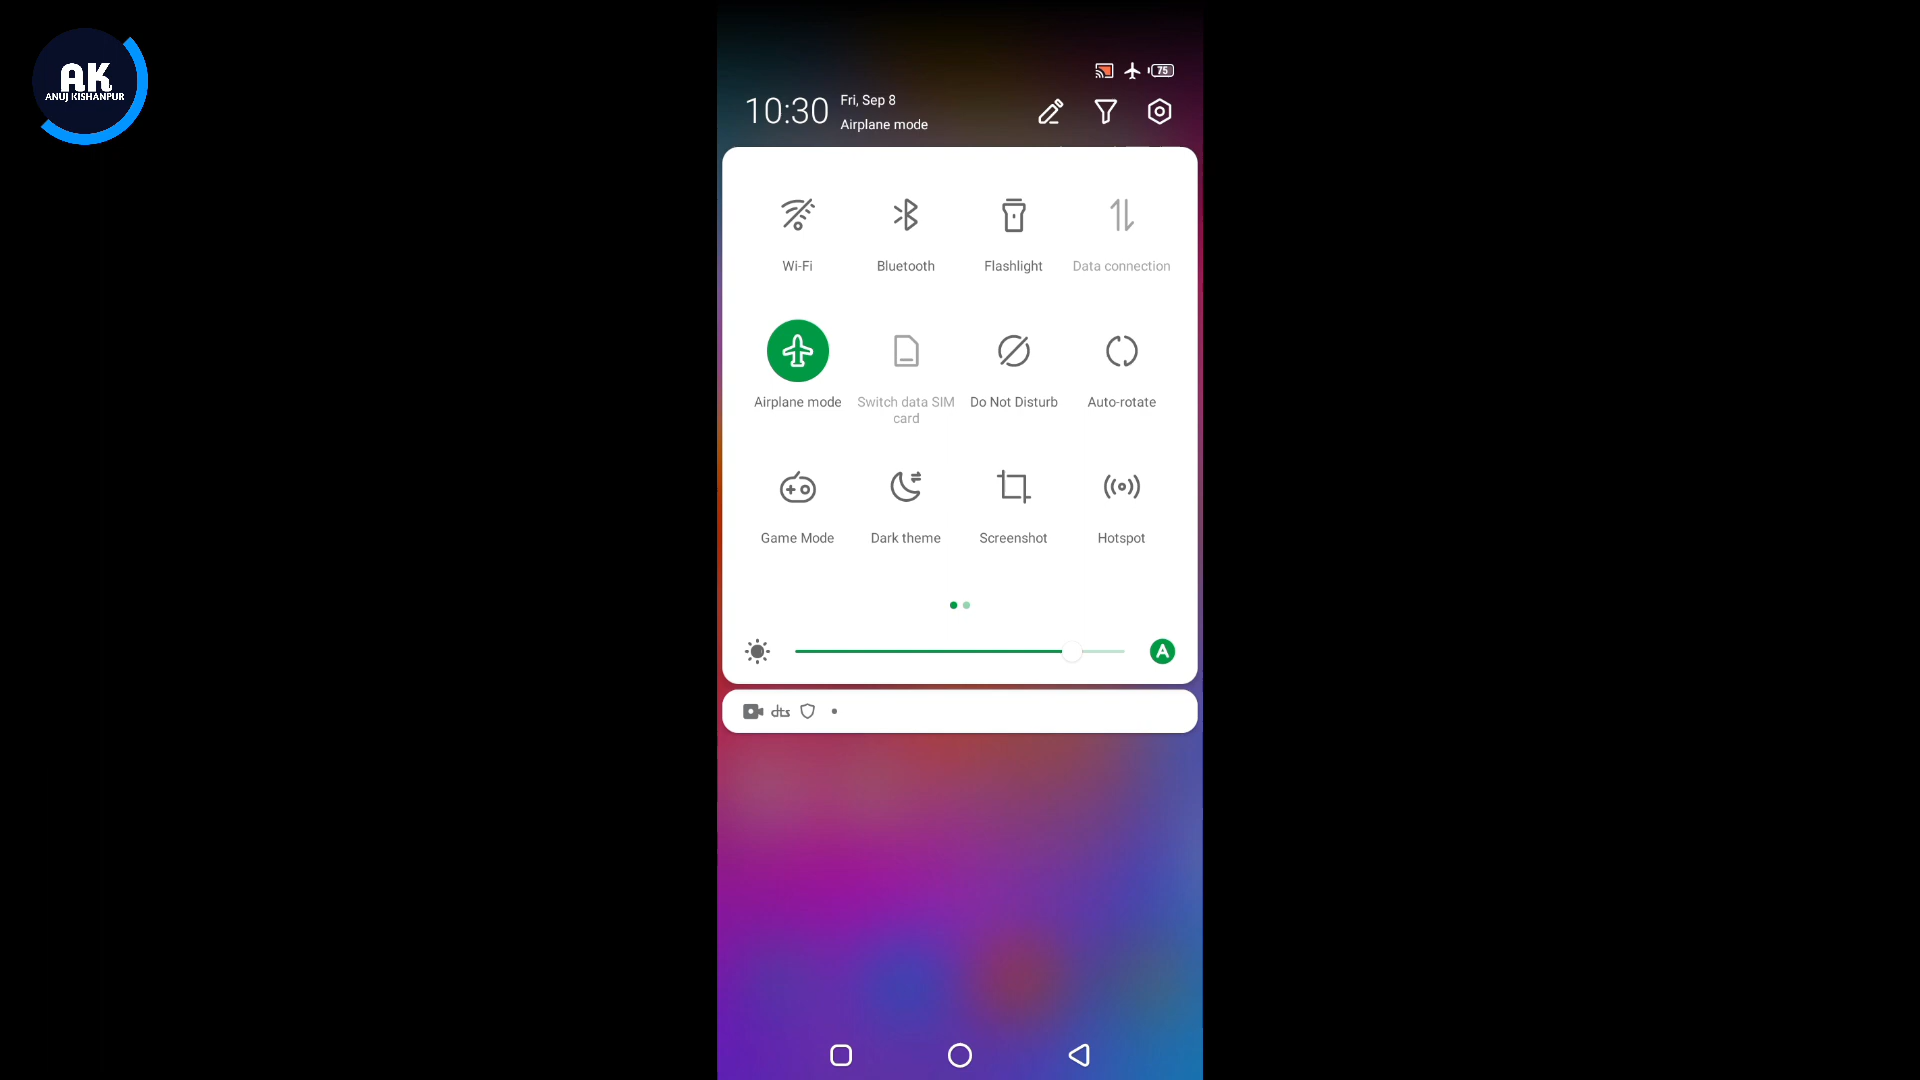 AK
ANUJ KISHANPUR
75
10:30
Fri, Sep 8
Airplane mode
Wi-Fi
Bluetooth
Flashlight
Data connection
Airplane mode
Switch data SIM
card
Do Not Disturb
Auto-rotate
Game Mode
Dark theme
Screenshot
Hotspot
A
dts